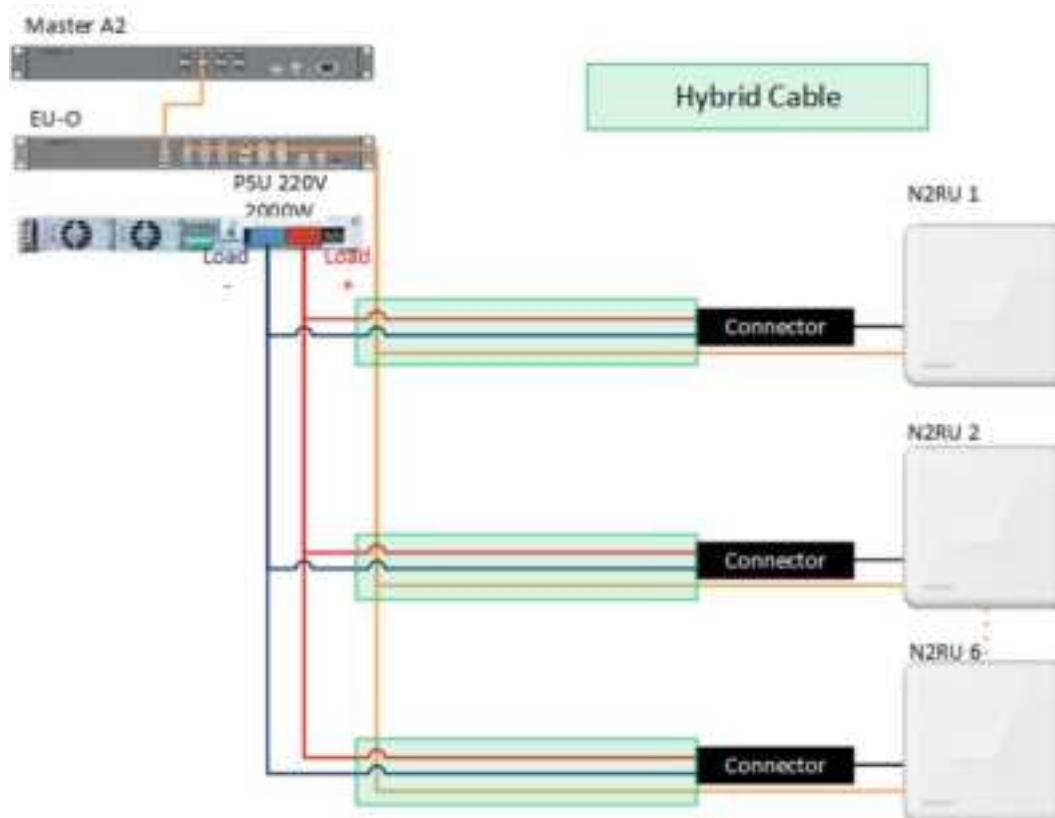 Master A2
Hybrid Cable
EU-O
PSU 220V
2000W
Load
Load
-
+
N2RU 1
Connector
N2RU 2
Connector
N2RU 6
Connector